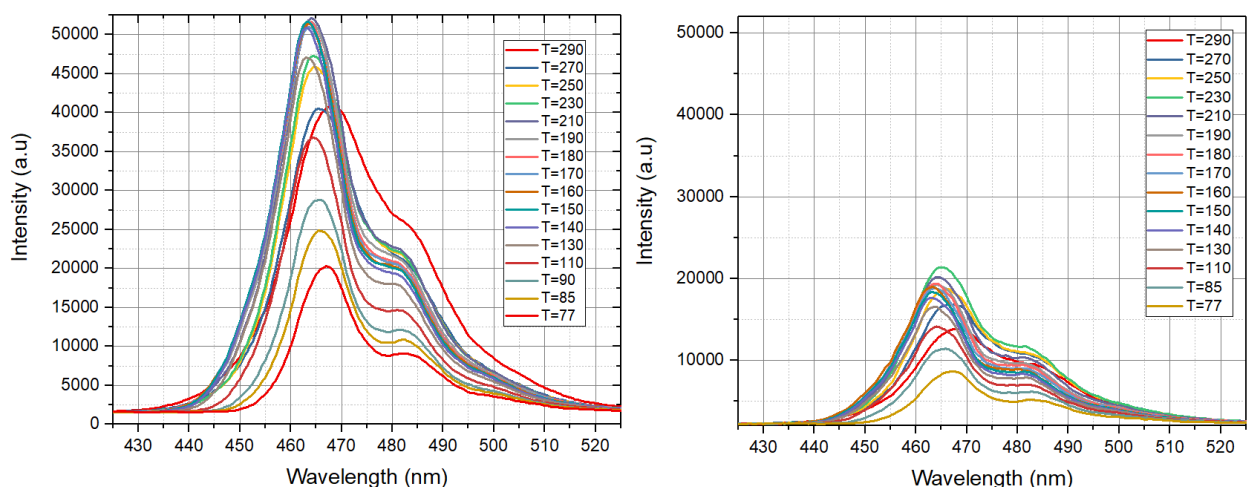 50000
45000
40000
35000
30000
25000
20000
15000
10000
5000
0
Intensity (a.u)
430 440 450 460 470 480 490 500 510 520
Wavelength (nm)
T=290
T=270
T=250
T=230
T=210
T=190
T=180
T=170
T=160
T=150
T=140
T=130
T=110
T=90
T=85
T=77
50000
40000
30000
20000
10000
Intensity (a.u)
430 440 450 460 470 480 490 500 510 520
Wavelength (nm)
T=290
T=270
T=250
T=230
T=210
T=190
T=180
T=170
T=160
T=150
T=140
T=130
T=110
T=85
T=77